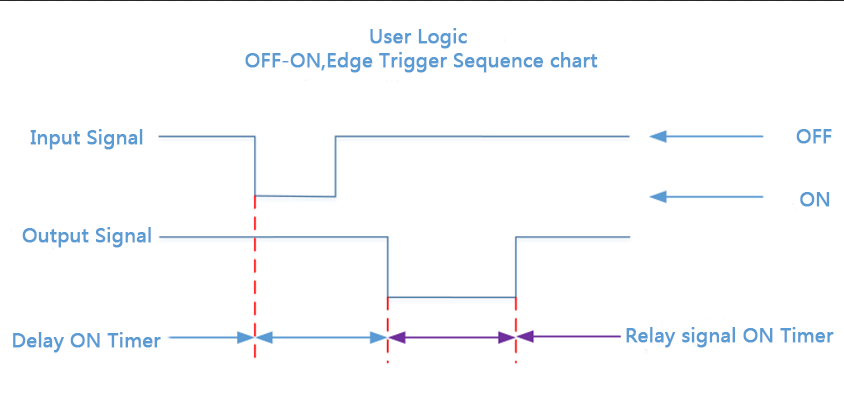 User Logic
OFF-ON,Edge Trigger Sequence chart
Input Signal
OFF
ON
Output Signal
Delay ON Timer
Relay signal ON Timer